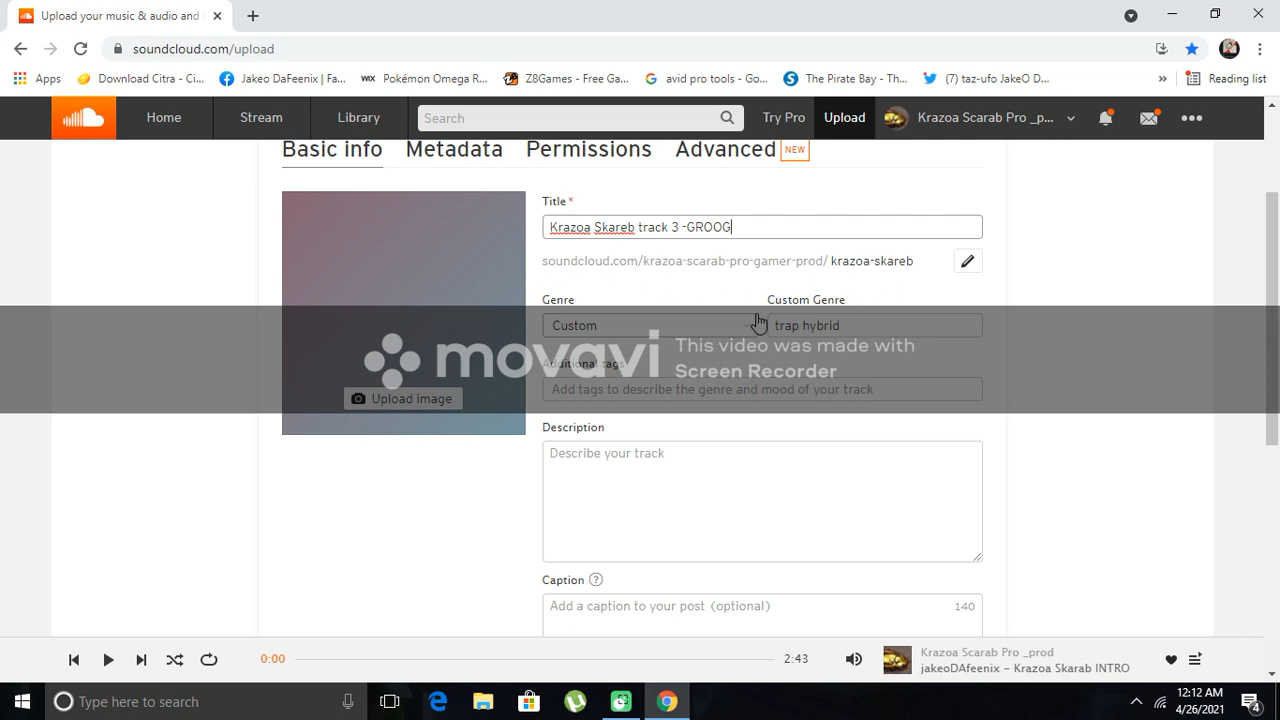 Upload your music & audio and
soundcloud.com/upload
Apps
Download Citra - Ci...
Jakeo DaFeenix | Fa...
WIX Pokémon Omega R...
Z8Games - Free Ga...
avid pro tools - Go...
The Pirate Bay - Th...
(7) taz-ufo JakeO D...
»
Reading list
Home
Stream
Library
Search
Try Pro
Upload
Krazoa Scarab Pro _p...
Basic info
Metadata
Permissions
Advanced
NEW
Title *
Krazoa Skareb track 3 -GROOG
soundcloud.com/krazoa-scarab-pro-gamer-prod/ krazoa-skareb
Genre
Custom Genre
Custom
trap hybrid
movavi
This video was made with
Screen Recorder
Additional tags
Add tags to describe the genre and mood of your track
Upload image
Description
Describe your track
Caption ?
Add a caption to your post (optional)
140
0:00
2:43
Krazoa Scarab Pro _prod
jakeoDAfeenix - Krazoa Skarab INTRO
Type here to search
12:12 AM
4/26/2021
4